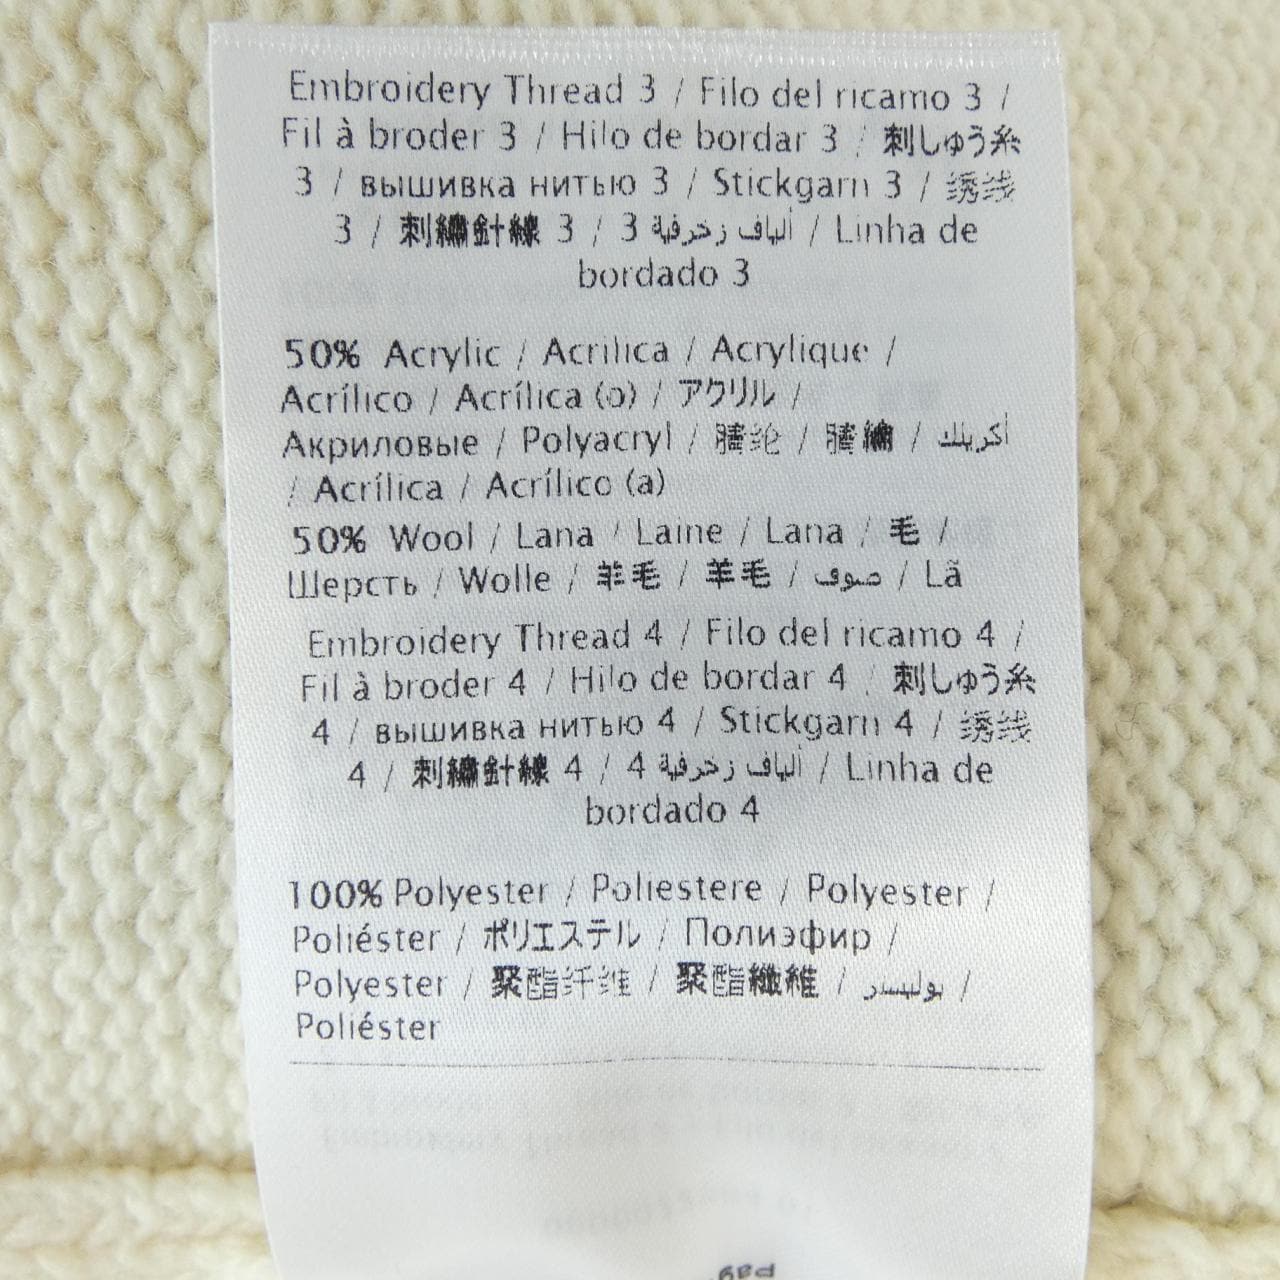 Embroidery Thread 3 / Filo del ricamo 3 /
Fil à broder 3 / Hilo de bordar 3 / 刺しゅう糸
3 / вышивка нитью 3 / Stickgarn 3 / 绣线
3 / 刺繡針線 3 / ألياف زخرفية 3 / Linha de
bordado 3
50% Acrylic / Acrilica / Acrylique /
Acrílico / Acrílica (o) / アクリル /
Акриловые / Polyacryl / 腈纶 / 腈綸 / أكريلك
/ Acrílica / Acrílico (a)
50% Wool / Lana / Laine / Lana / 毛 /
Шерсть / Wolle / 羊毛 / 羊毛 / صوف / Lã
Embroidery Thread 4 / Filo del ricamo 4 /
Fil à broder 4 / Hilo de bordar 4 / 刺しゅう糸
4 / вышивка нитью 4 / Stickgarn 4 / 绣线
4 / 刺繡針線 4 / ألياف زخرفية 4 / Linha de
bordado 4
100% Polyester / Poliestere / Polyester /
Poliéster / ポリエステル / Полиэфир /
Polyester / 聚酯纤维 / 聚酯纖維 / بوليستر /
Poliéster